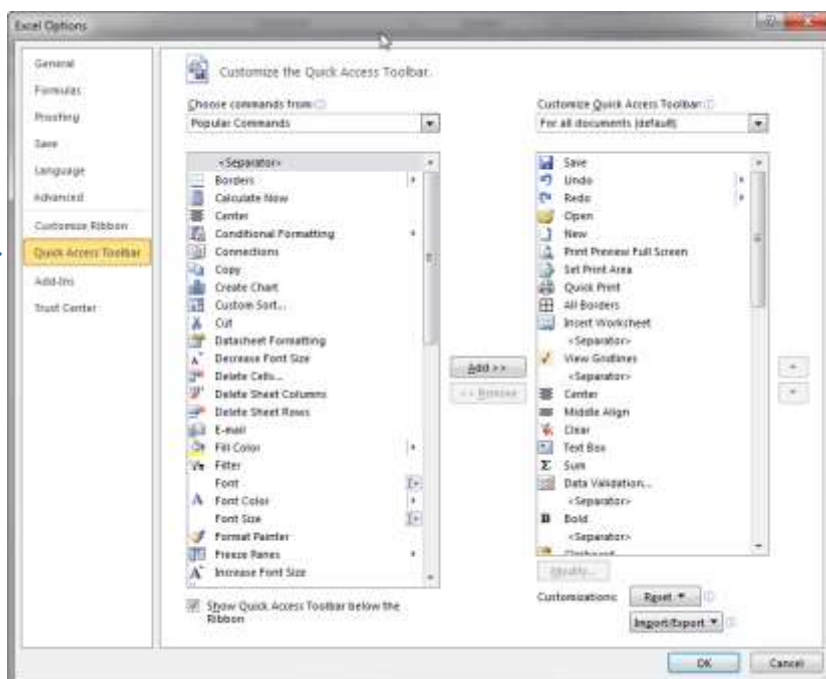 Excel Options
General
Formulas
Proofing
Save
Language
Advanced
Customize Ribbon
Quick Access Toolbar
Add-Ins
Trust Center
Customize the Quick Access Toolbar.
Choose commands from:
Popular Commands
<Separator>
Borders
Calculate Now
Center
Conditional Formatting
Connections
Copy
Create Chart
Custom Sort...
Cut
Datasheet Formatting
Decrease Font Size
Delete Cells...
Delete Sheet Columns
Delete Sheet Rows
E-mail
Fill Color
Filter
Font
Font Color
Font Size
Format Painter
Freeze Panes
Increase Font Size
Show Quick Access Toolbar below the
Ribbon
Add >>
<< Remove
Customize Quick Access Toolbar:
For all documents (default)
Save
Undo
Redo
Open
New
Print Preview Full Screen
Set Print Area
Quick Print
All Borders
Insert Worksheet
<Separator>
View Gridlines
<Separator>
Center
Middle Align
Clear
Text Box
Σ Sum
Data Validation...
<Separator>
B Bold
<Separator>
Clipboard
Modify...
Customizations:
Reset
Import/Export
OK
Cancel